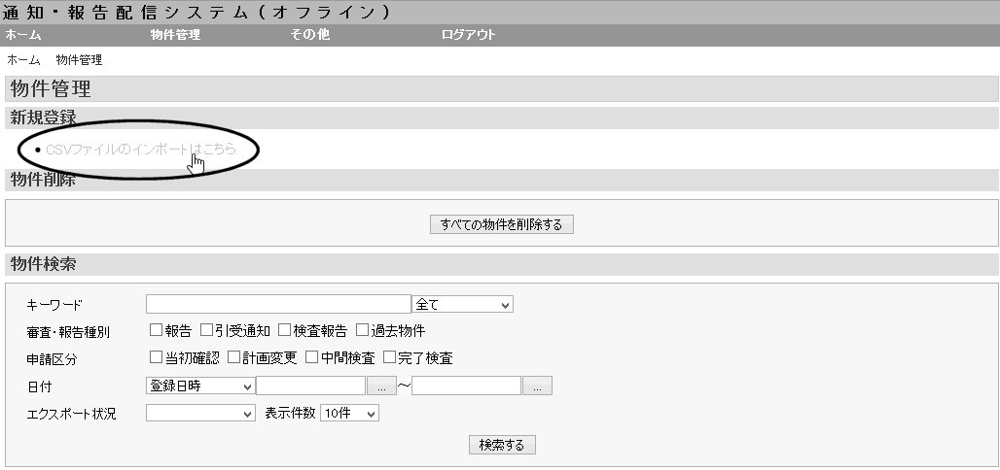 通知・報告配信システム(オフライン)
ホーム 物件管理 その他 ログアウト
ホーム 物件管理
物件管理
新規登録
• CSVファイルのインポートはこちら
物件削除
すべての物件を削除する
物件検索
キーワード 全て
審査・報告種別 報告 引受通知 検査報告 過去物件
申請区分 当初確認 計画変更 中間検査 完了検査
日付 登録日時 ... ～ ...
エクスポート状況 表示件数 10件
検索する